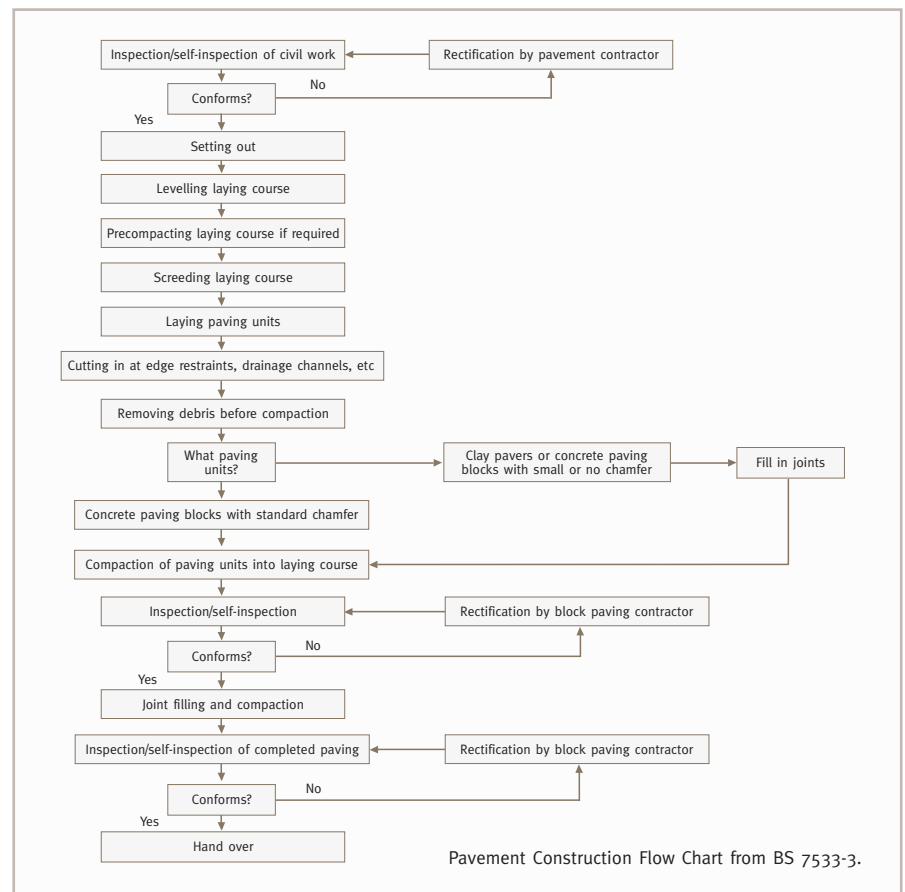 Inspection/self-inspection of civil work
Rectification by pavement contractor
No
Conforms?
Yes
Setting out
Levelling laying course
Precompacting laying course if required
Screeding laying course
Laying paving units
Cutting in at edge restraints, drainage channels, etc
Removing debris before compaction
What paving
units?
Clay pavers or concrete paving
blocks with small or no chamfer
Fill in joints
Concrete paving blocks with standard chamfer
Compaction of paving units into laying course
Inspection/self-inspection
Rectification by block paving contractor
No
Conforms?
Yes
Joint filling and compaction
Inspection/self-inspection of completed paving
Rectification by block paving contractor
No
Conforms?
Yes
Hand over
Pavement Construction Flow Chart from BS 7533-3.